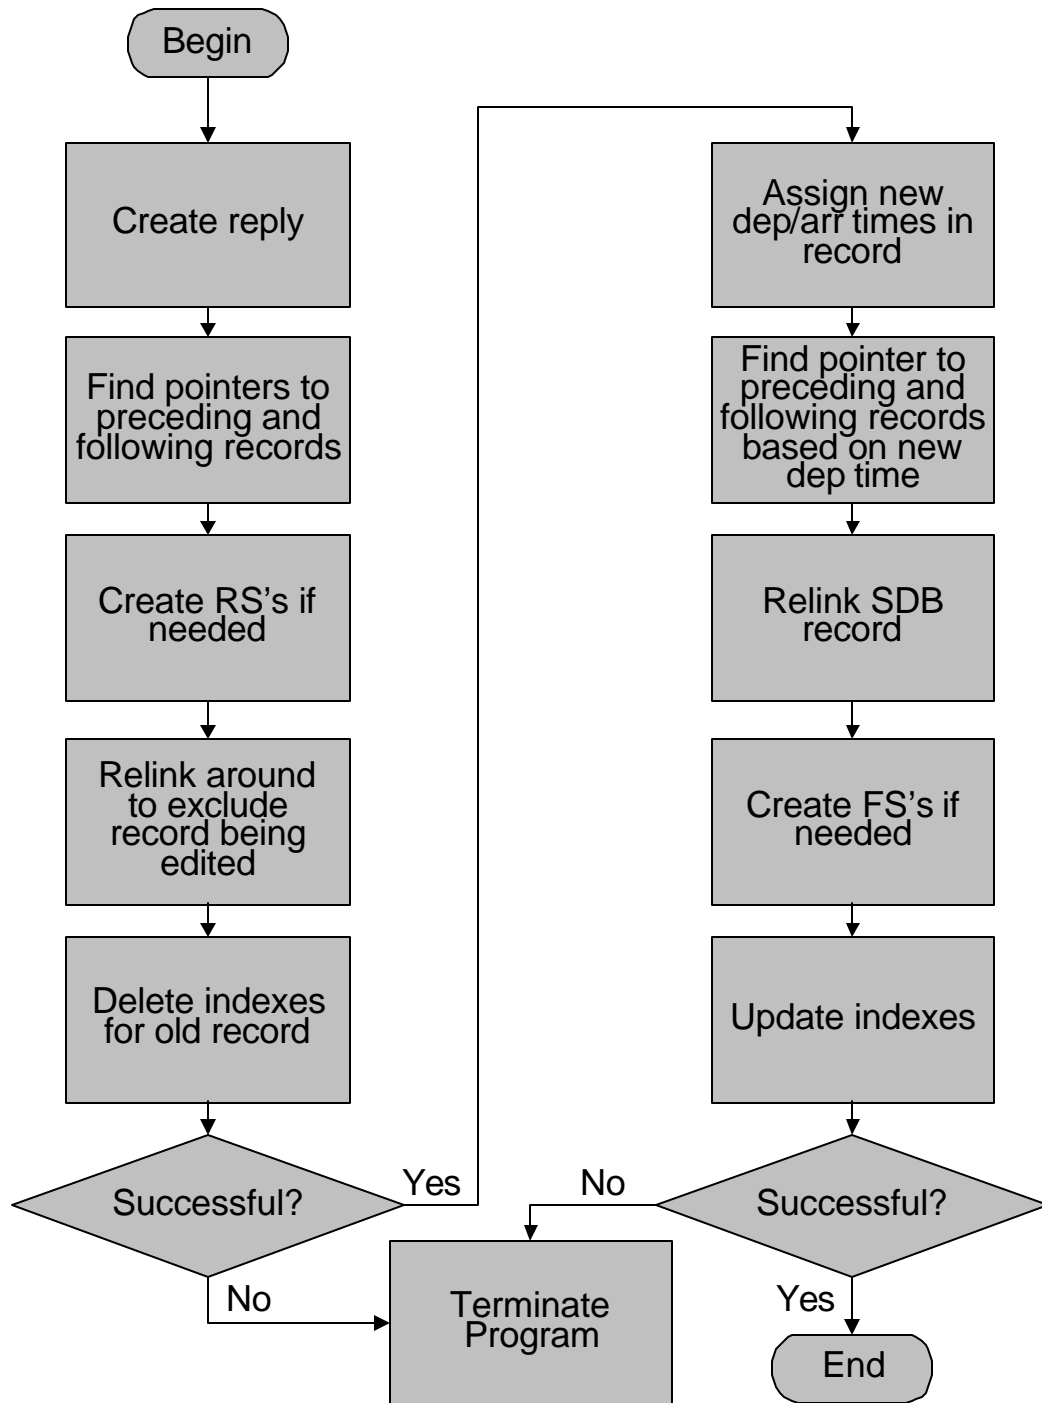 Begin
Create reply
Find pointers to
preceding and
following records
Create RS's if
needed
Relink around
to exclude
record being
edited
Delete indexes
for old record
Successful?
Yes
No
Assign new
dep/arr times in
record
Find pointer to
preceding and
following records
based on new
dep time
Relink SDB
record
Create FS's if
needed
Update indexes
Successful?
No
Yes
Terminate
Program
End